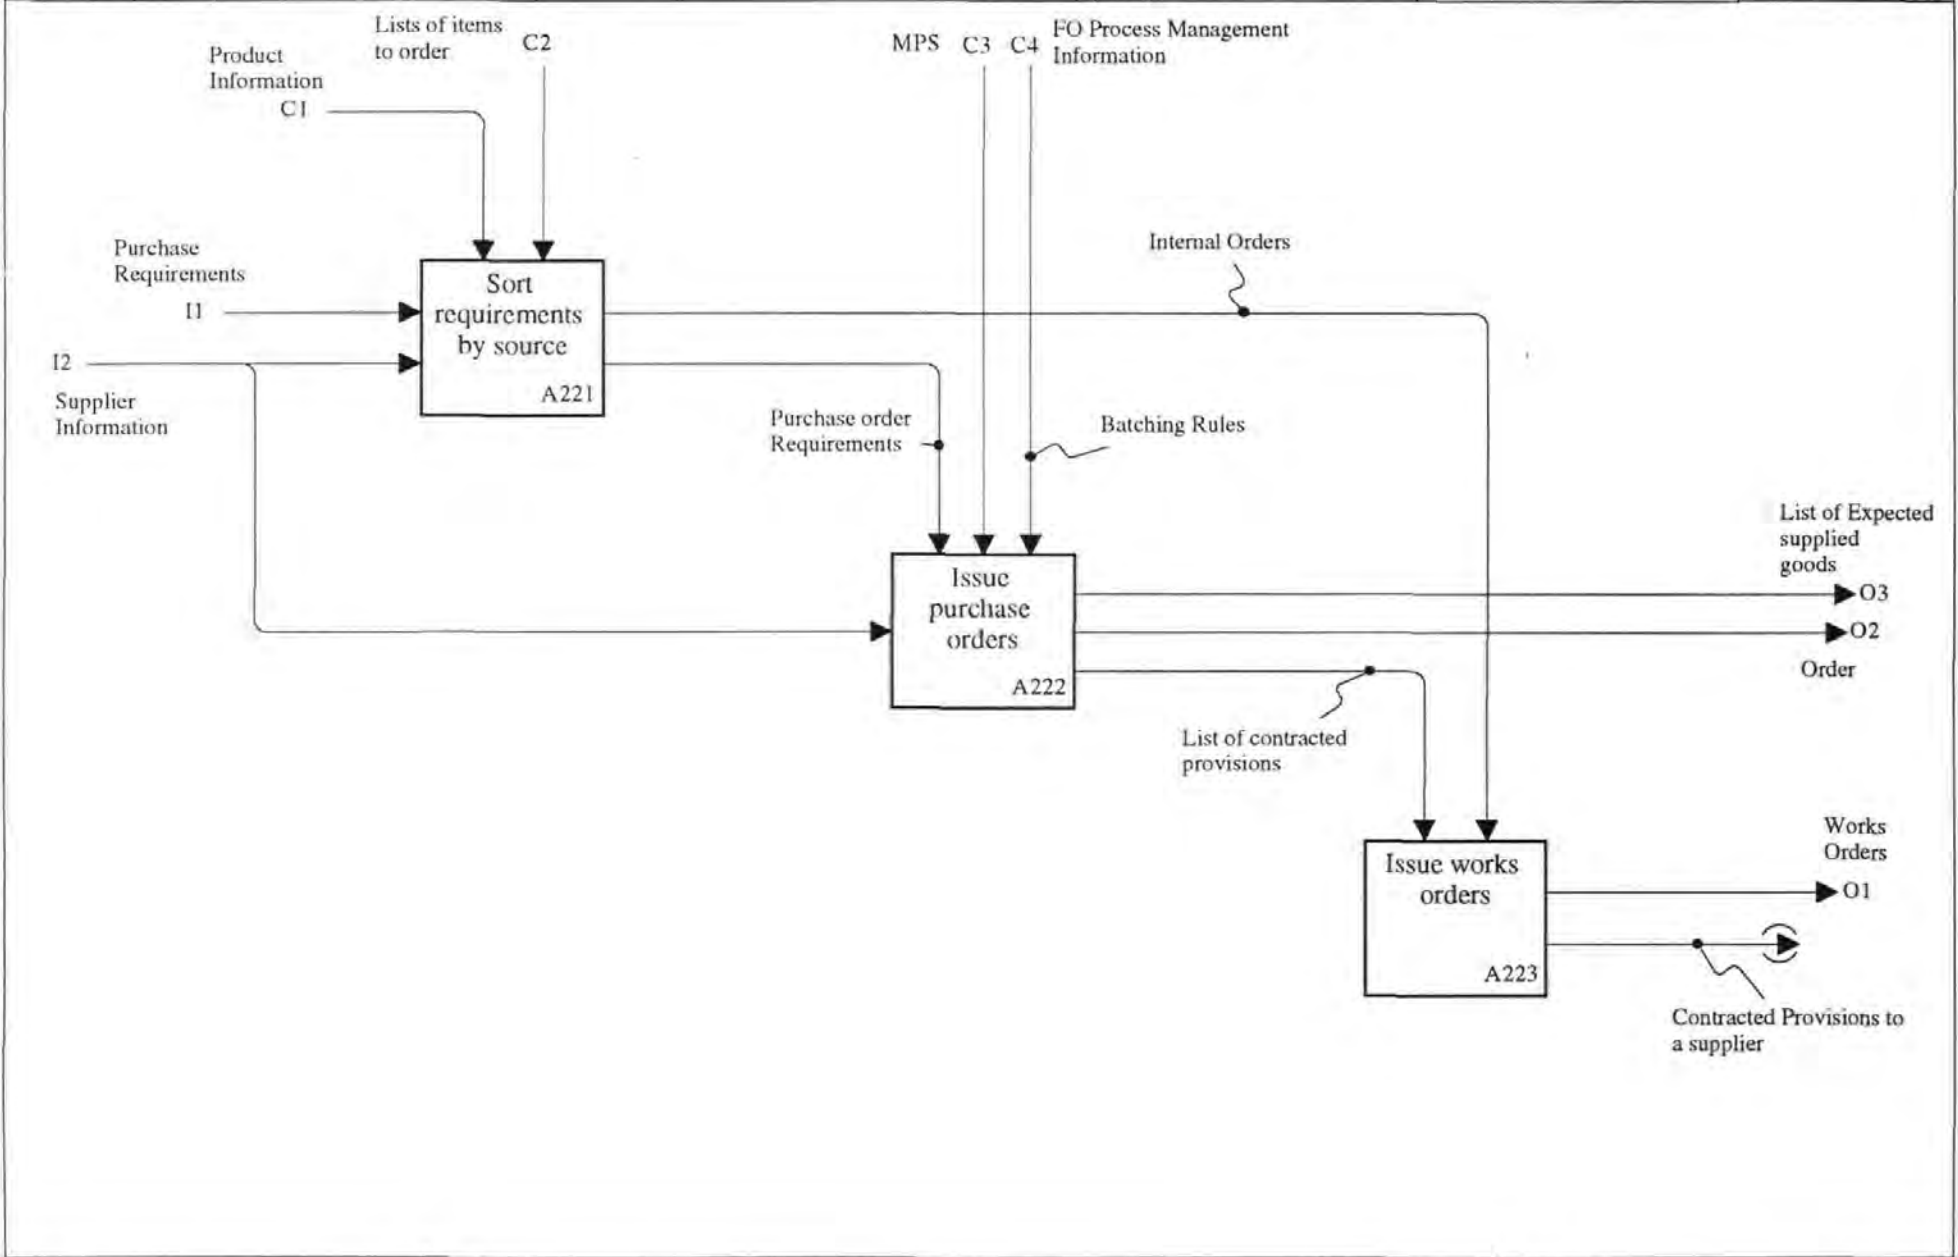 Lists of items
to order
C2
Product
Information
C1
MPS
C3
C4
FO Process Management
Information
Purchase
Requirements
I1
I2
Supplier
Information
Sort
requirements
by source
A221
Internal Orders
Purchase order
Requirements
Batching Rules
Issue
purchase
orders
A222
List of Expected
supplied
goods
O3
O2
Order
List of contracted
provisions
Issue works
orders
A223
Works
Orders
O1
Contracted Provisions to
a supplier